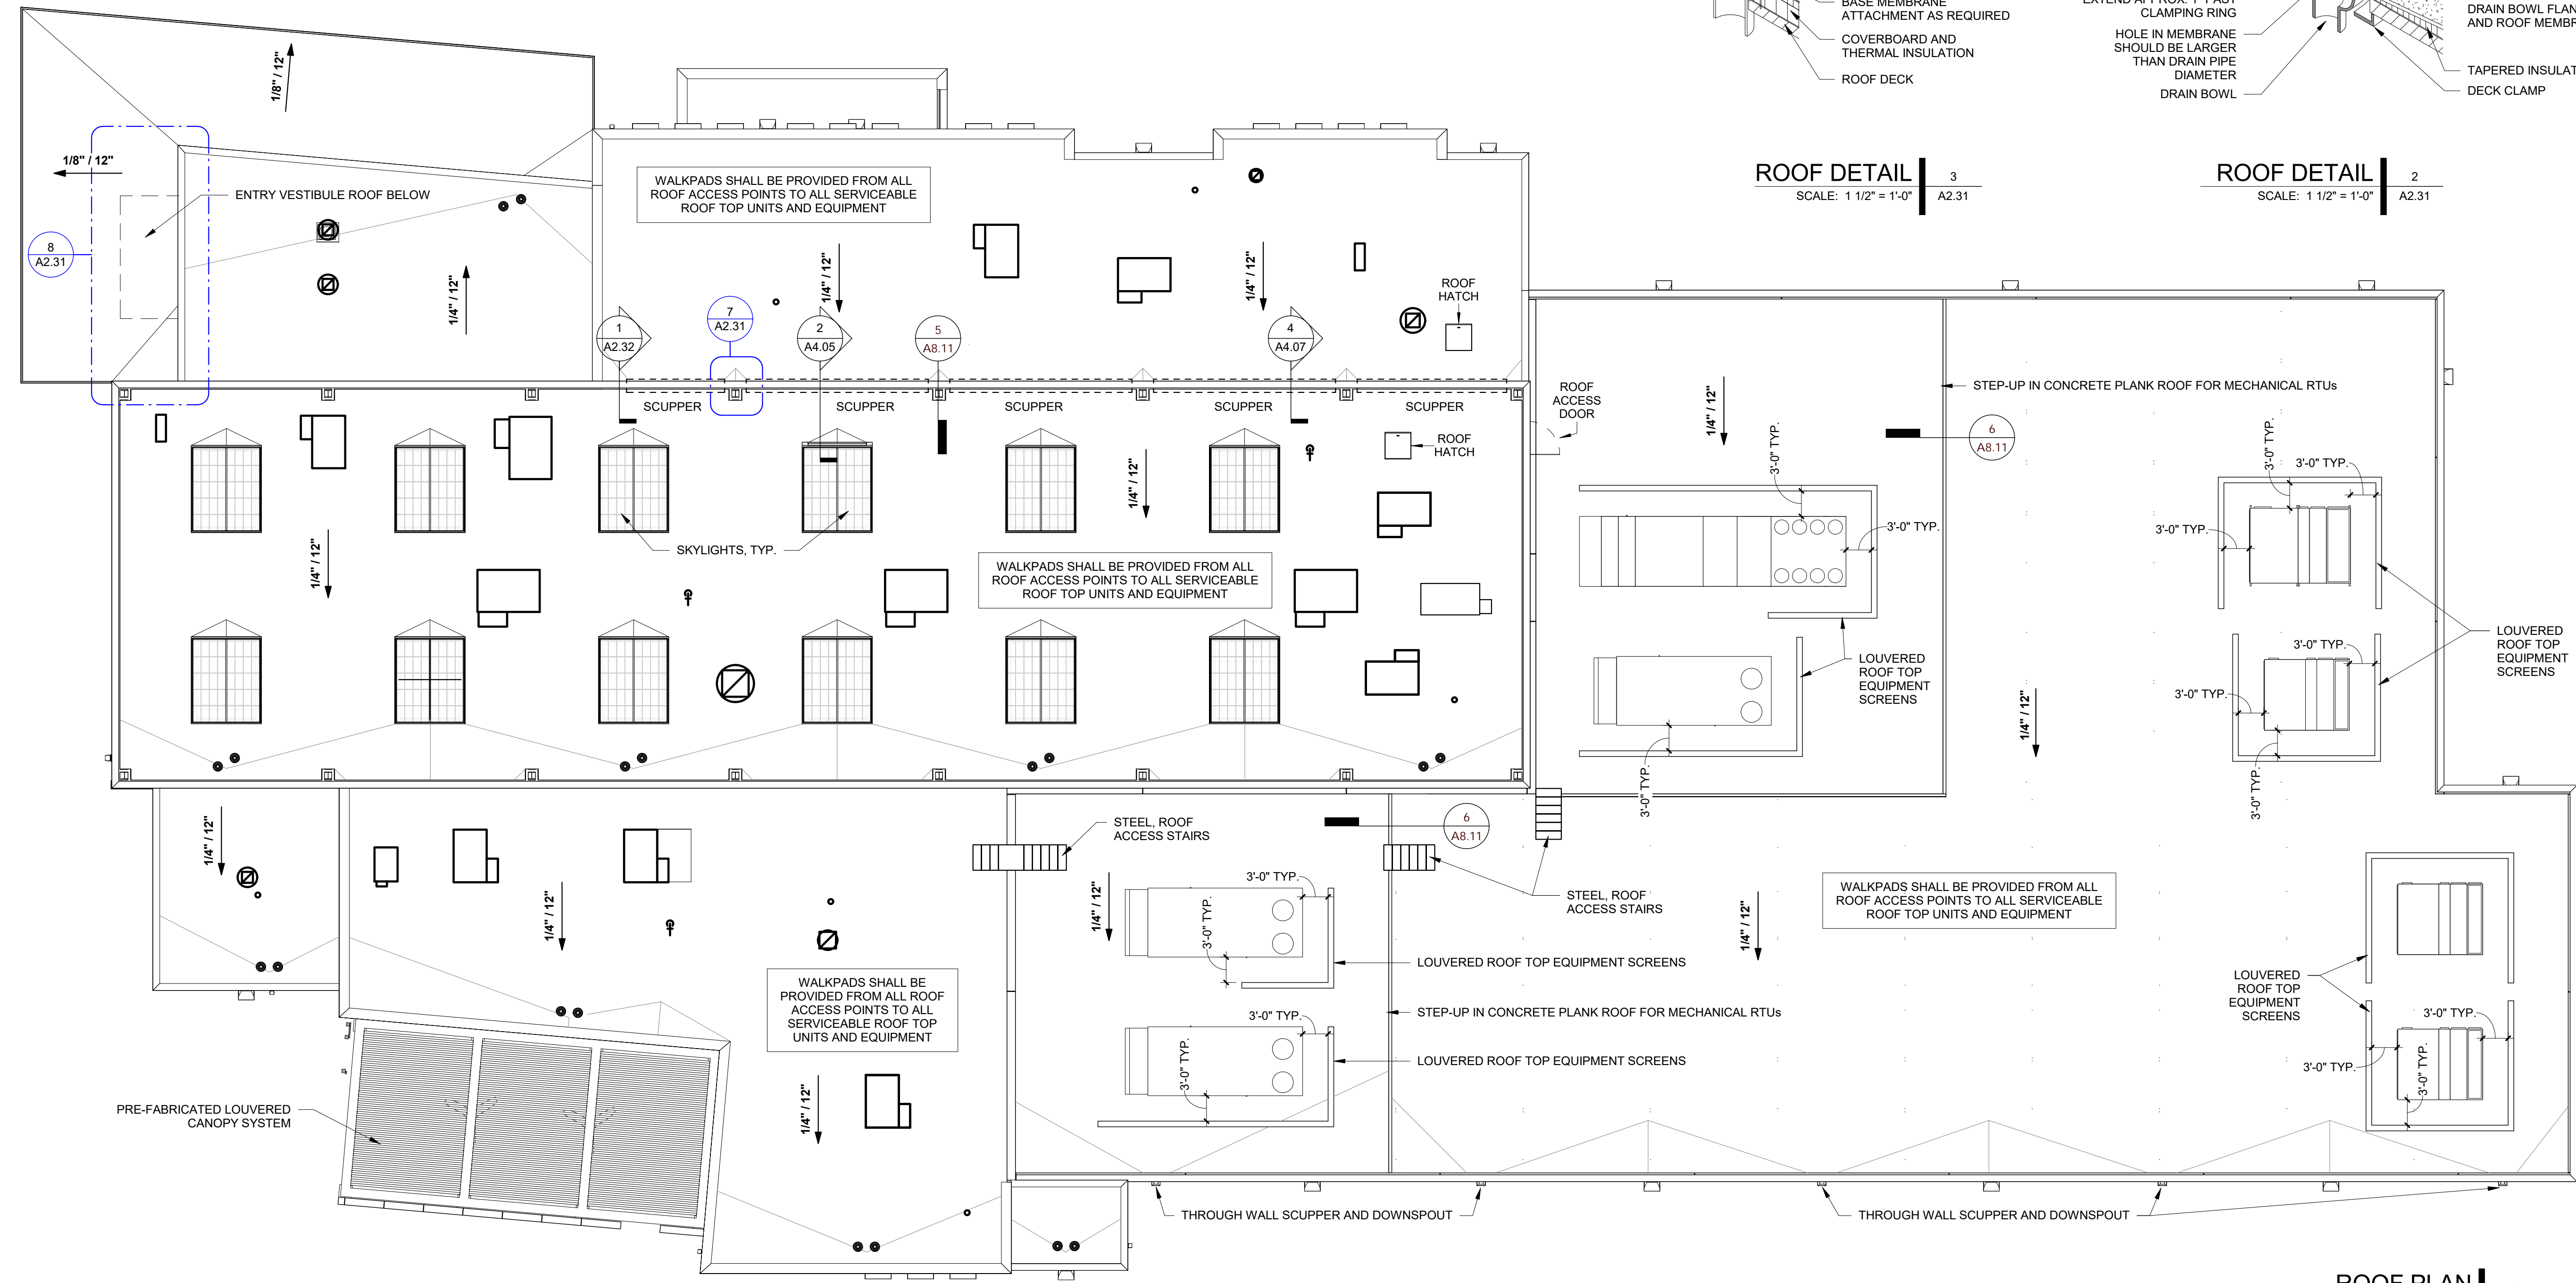 BASE MEMBRANE
ATTACHMENT AS REQUIRED
COVERBOARD AND
THERMAL INSULATION
ROOF DECK
CLAMPING RING
HOLE IN MEMBRANE
SHOULD BE LARGER
THAN DRAIN PIPE
DIAMETER
DRAIN BOWL
DRAIN BOWL FLAN
AND ROOF MEMBR
TAPERED INSULAT
DECK CLAMP
ROOF DETAIL
3
SCALE: 1 1/2" = 1'-0"
A2.31
ROOF DETAIL
2
SCALE: 1 1/2" = 1'-0"
A2.31
1/8" / 12"
1/8" / 12"
ENTRY VESTIBULE ROOF BELOW
8
A2.31
WALKPADS SHALL BE PROVIDED FROM ALL
ROOF ACCESS POINTS TO ALL SERVICEABLE
ROOF TOP UNITS AND EQUIPMENT
1/4" / 12"
1/4" / 12"
1/4" / 12"
ROOF
HATCH
1
A2.32
7
A2.31
2
A4.05
5
A8.11
4
A4.07
SCUPPER
SCUPPER
SCUPPER
SCUPPER
SCUPPER
ROOF
ACCESS
DOOR
ROOF
HATCH
1/4" / 12"
STEP-UP IN CONCRETE PLANK ROOF FOR MECHANICAL RTUs
6
A8.11
3'-0" TYP.
3'-0" TYP.
3'-0" TYP.
3'-0" TYP.
3'-0" TYP.
1/4" / 12"
1/4" / 12"
SKYLIGHTS, TYP.
WALKPADS SHALL BE PROVIDED FROM ALL
ROOF ACCESS POINTS TO ALL SERVICEABLE
ROOF TOP UNITS AND EQUIPMENT
LOUVERED
ROOF TOP
EQUIPMENT
SCREENS
LOUVERED
ROOF TOP
EQUIPMENT
SCREENS
3'-0" TYP.
3'-0" TYP.
3'-0" TYP.
3'-0" TYP.
1/4" / 12"
1/4" / 12"
STEEL, ROOF
ACCESS STAIRS
6
A8.11
1/4" / 12"
3'-0" TYP.
3'-0" TYP.
1/4" / 12"
STEEL, ROOF
ACCESS STAIRS
1/4" / 12"
WALKPADS SHALL BE PROVIDED FROM ALL
ROOF ACCESS POINTS TO ALL SERVICEABLE
ROOF TOP UNITS AND EQUIPMENT
LOUVERED ROOF TOP EQUIPMENT SCREENS
WALKPADS SHALL BE
PROVIDED FROM ALL ROOF
ACCESS POINTS TO ALL
SERVICEABLE ROOF TOP
UNITS AND EQUIPMENT
LOUVERED
ROOF TOP
EQUIPMENT
SCREENS
STEP-UP IN CONCRETE PLANK ROOF FOR MECHANICAL RTUs
3'-0" TYP.
3'-0" TYP.
3'-0" TYP.
3'-0" TYP.
3'-0" TYP.
LOUVERED ROOF TOP EQUIPMENT SCREENS
1/4" / 12"
PRE-FABRICATED LOUVERED
CANOPY SYSTEM
THROUGH WALL SCUPPER AND DOWNSPOUT
THROUGH WALL SCUPPER AND DOWNSPOUT
ROOF PLAN